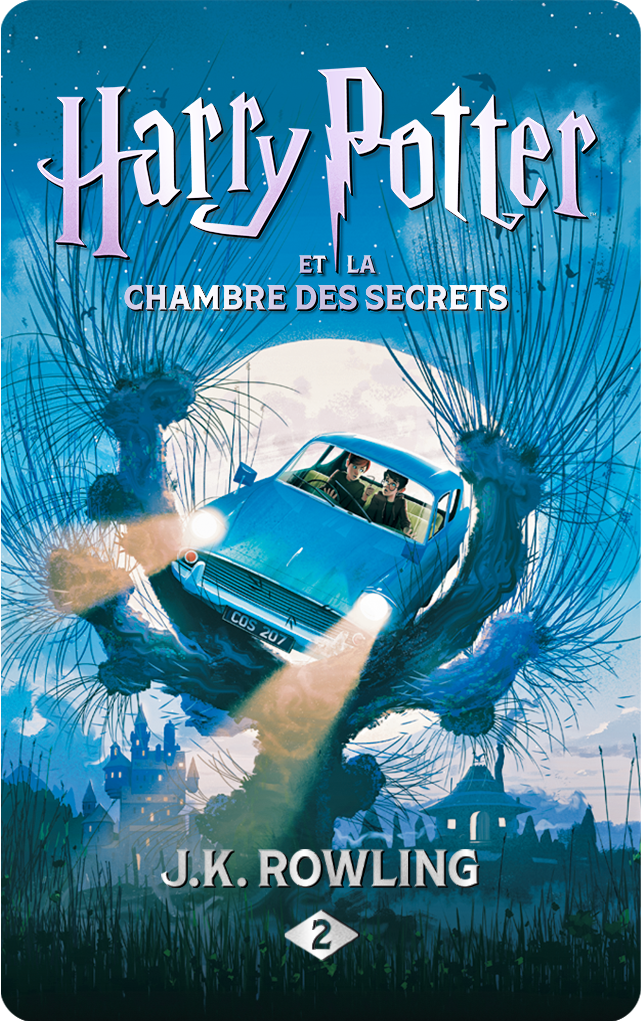 Harry Potter
ET LA
CHAMBRE DES SECRETS
COS 207
J.K. ROWLING
2